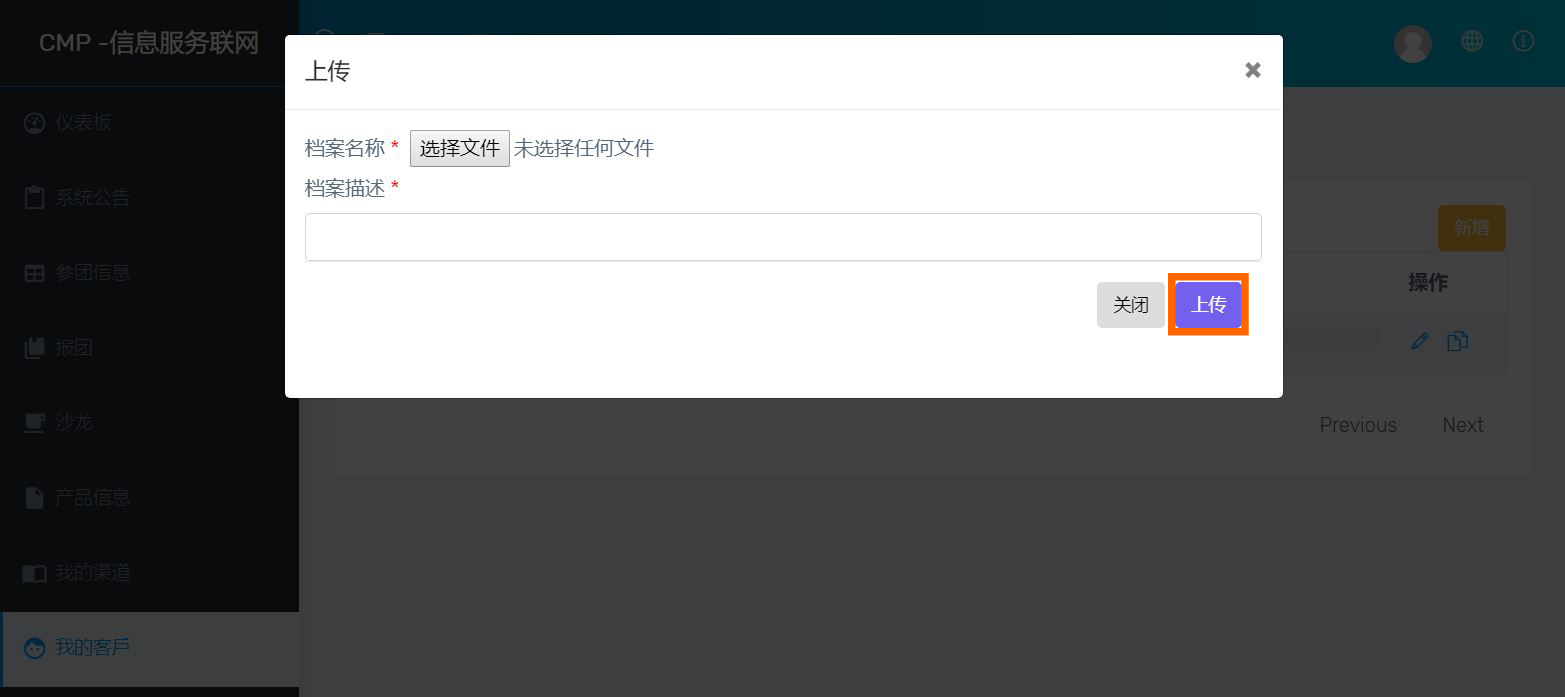 CMP -信息服务联网
仪表板
系统公告
参团信息
报团
沙龙
产品信息
我的渠道
我的客戶
上传
✖
档案名称 * 选择文件 未选择任何文件
档案描述 *
关闭 上传
新增
操作
Previous Next